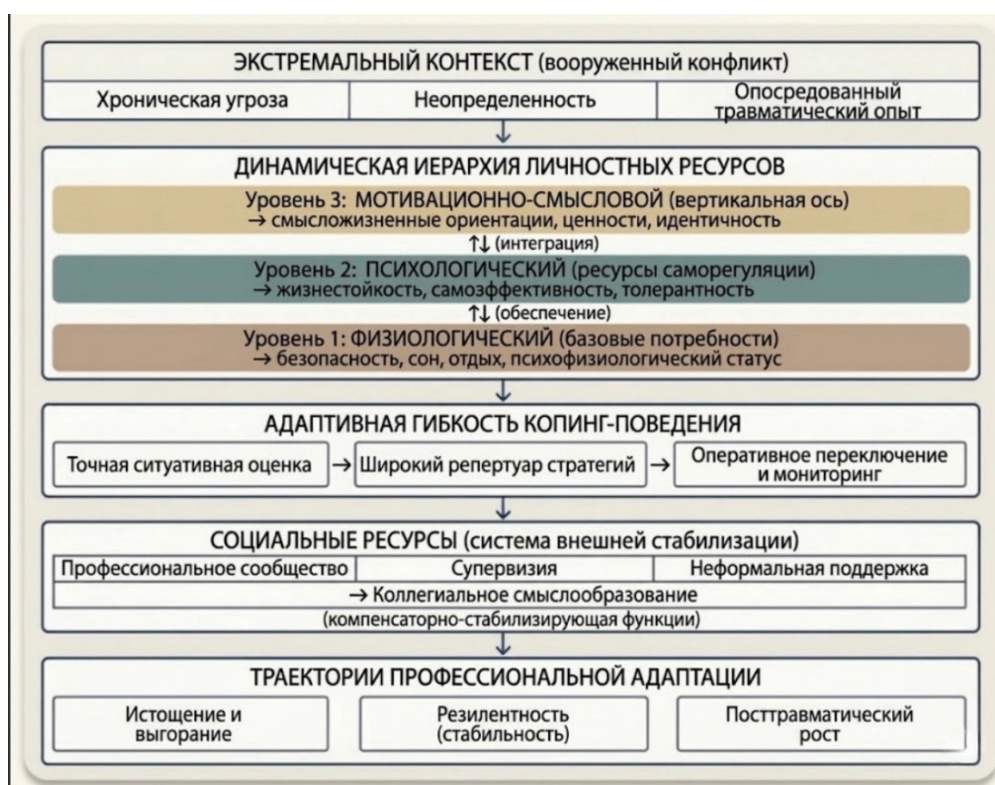 ЭКСТРЕМАЛЬНЫЙ КОНТЕКСТ (вооруженный конфликт)
Хроническая угроза
Неопределенность
Опосредованный
травматический опыт
↓
ДИНАМИЧЕСКАЯ ИЕРАРХИЯ ЛИЧНОСТНЫХ РЕСУРСОВ
Уровень 3: МОТИВАЦИОННО-СМЫСЛОВОЙ (вертикальная ось)
→ смысложизненные ориентации, ценности, идентичность
↑↓ (интеграция)
Уровень 2: ПСИХОЛОГИЧЕСКИЙ (ресурсы саморегуляции)
→ жизнестойкость, самоэффективность, толерантность
↑↓ (обеспечение)
Уровень 1: ФИЗИОЛОГИЧЕСКИЙ (базовые потребности)
→ безопасность, сон, отдых, психофизиологический статус
↓
АДАПТИВНАЯ ГИБКОСТЬ КОПИНГ-ПОВЕДЕНИЯ
Точная ситуативная оценка
→
Широкий репертуар стратегий
→
Оперативное переключение
и мониторинг
↓
СОЦИАЛЬНЫЕ РЕСУРСЫ (система внешней стабилизации)
Профессиональное сообщество
Супервизия
Неформальная поддержка
→ Коллегиальное смыслообразование
(компенсаторно-стабилизирующая функции)
↓
ТРАЕКТОРИИ ПРОФЕССИОНАЛЬНОЙ АДАПТАЦИИ
Истощение и
выгорание
Резилентность
(стабильность)
Посттравматический
рост